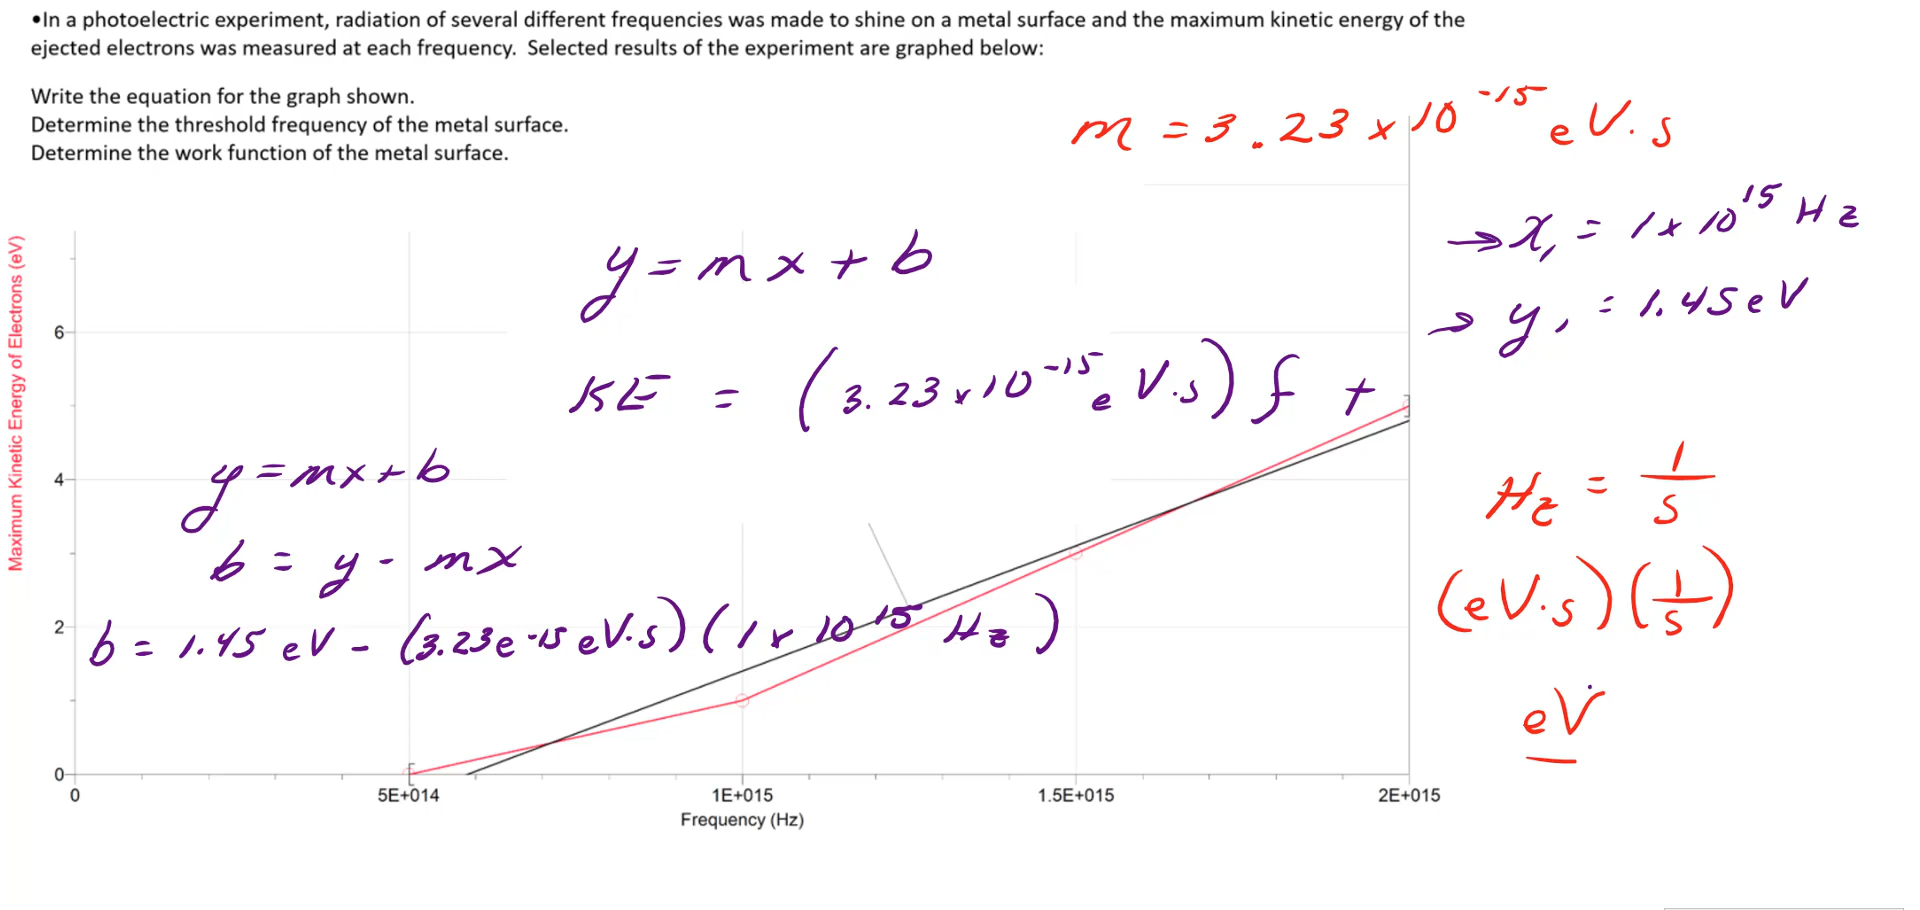 •In a photoelectric experiment, radiation of several different frequencies was made to shine on a metal surface and the maximum kinetic energy of the
ejected electrons was measured at each frequency.  Selected results of the experiment are graphed below:
Write the equation for the graph shown.
Determine the threshold frequency of the metal surface.
Determine the work function of the metal surface.
m = 3.23 x 10⁻¹⁵ eV·s
→ x₁ = 1 x 10¹⁵ Hz
→ y₁ = 1.45 eV
y = mx + b
KE = (3.23 x 10⁻¹⁵ eV·s) f +
y = mx + b
b = y - mx
b = 1.45 eV - (3.23e-15 eV·s)(1 x 10¹⁵ Hz)
Hz = 1/s
(eV·s)(1/s)
eV
Maximum Kinetic Energy of Electrons (eV)
6
4
2
0
0 5E+014 1E+015 1.5E+015 2E+015
Frequency (Hz)